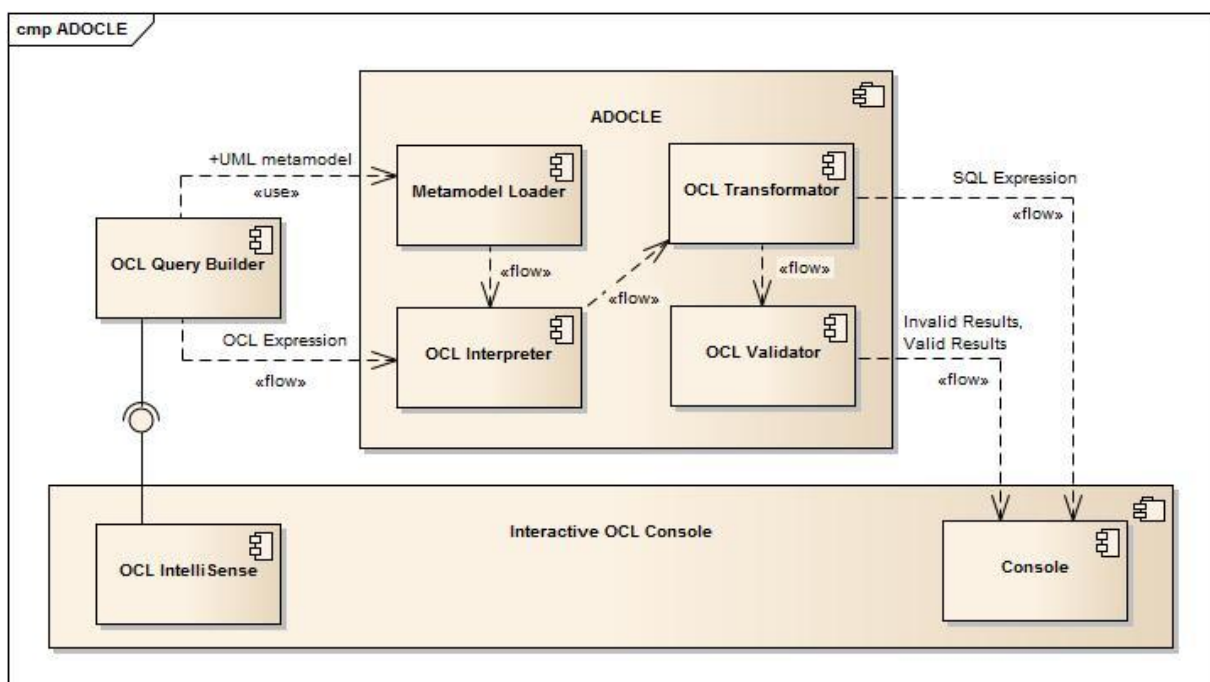 cmp ADOCLE
ADOCLE
+UML metamodel
«use»
Metamodel Loader
OCL Transformator
SQL Expression
«flow»
OCL Query Builder
«flow»
«flow»
«flow»
OCL Expression
«flow»
OCL Interpreter
OCL Validator
Invalid Results,
Valid Results
«flow»
Interactive OCL Console
OCL IntelliSense
Console